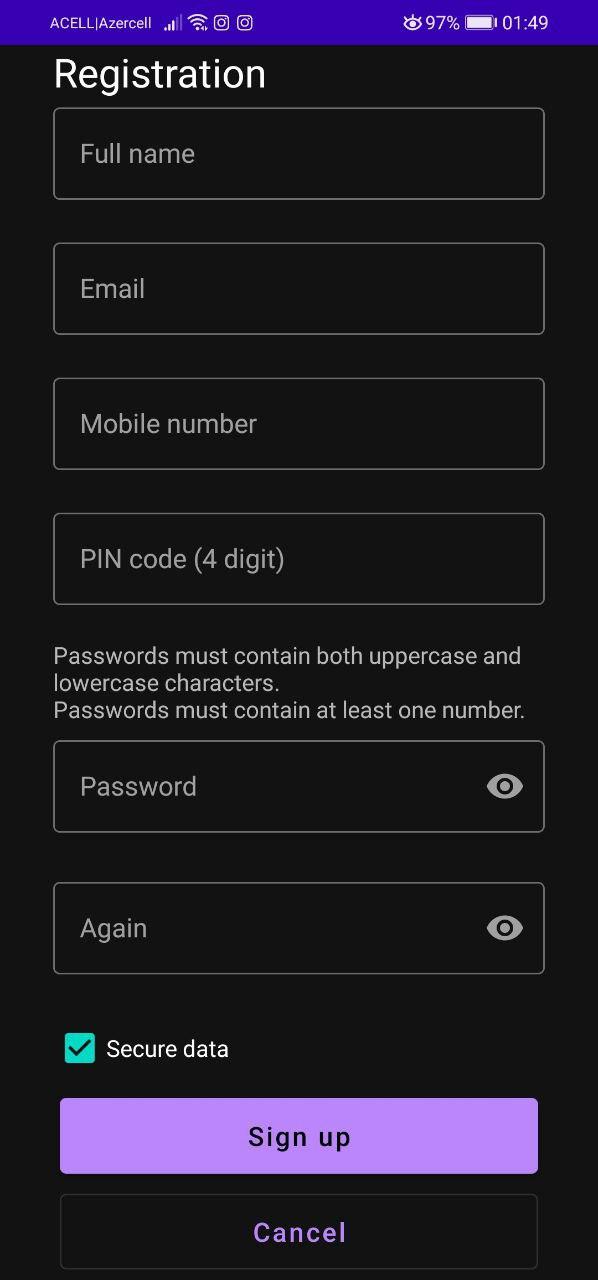 ACELL|Azercell 97% 01:49
Registration
Full name
Email
Mobile number
PIN code (4 digit)
Passwords must contain both uppercase and
lowercase characters.
Passwords must contain at least one number.
Password
Again
Secure data
Sign up
Cancel